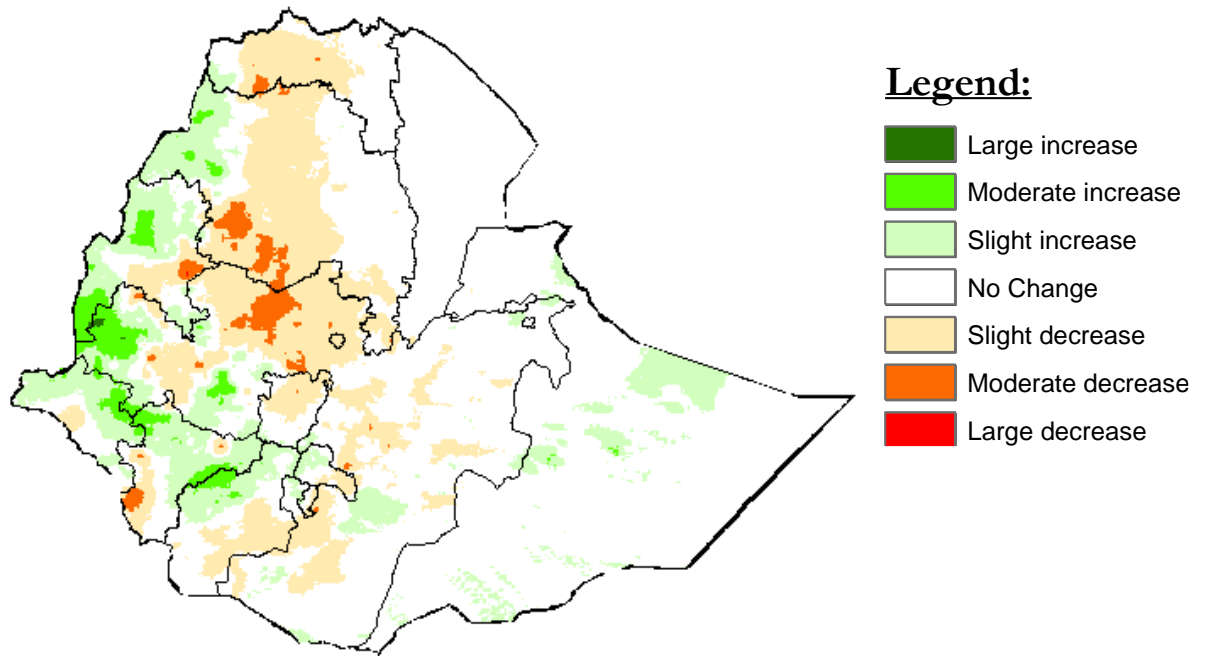 Legend:
Large increase
Moderate increase
Slight increase
No Change
Slight decrease
Moderate decrease
Large decrease